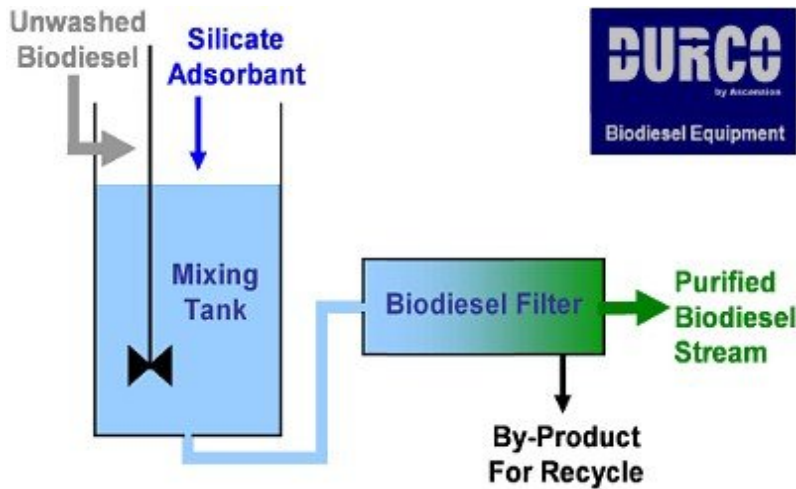 Unwashed
Biodiesel
Silicate
Adsorbant
DURCO
by Ascension
Biodiesel Equipment
Mixing
Tank
Biodiesel Filter
Purified
Biodiesel
Stream
By-Product
For Recycle